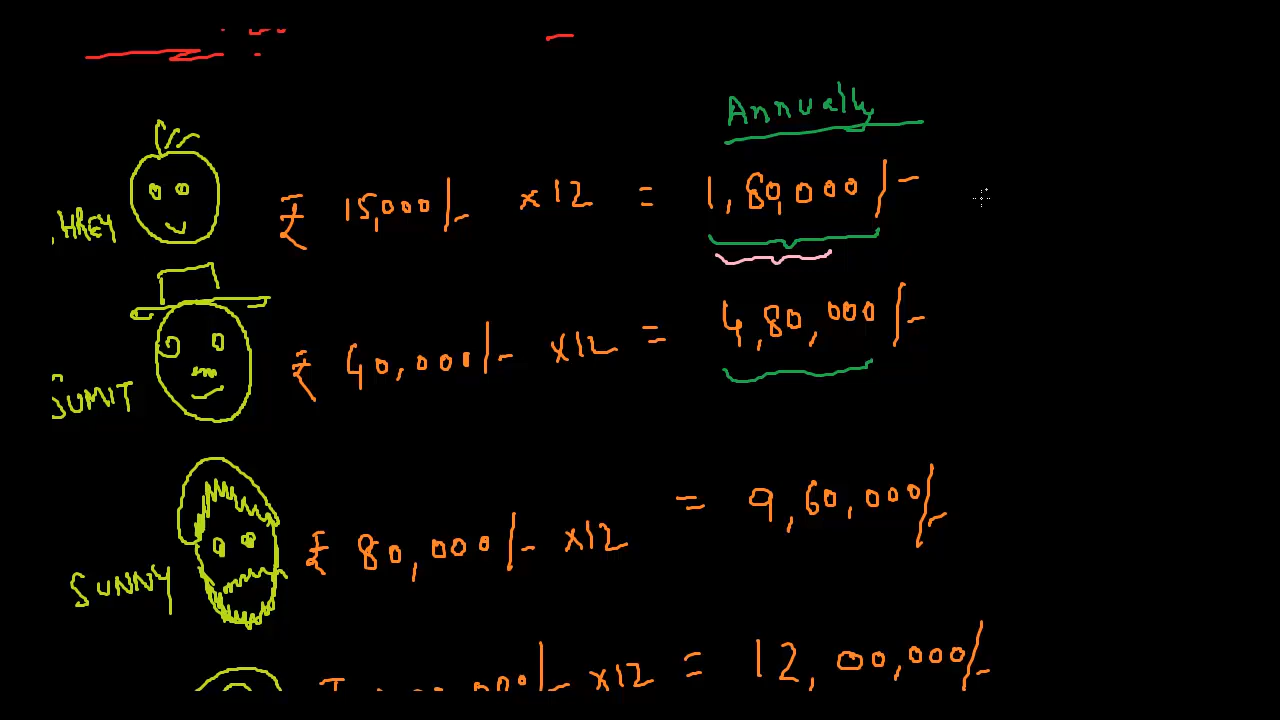 Annually
HREY ₹ 15,000/- x12 = 1,80,000/-
SUMIT ₹ 40,000/- x12 = 4,80,000/-
SUNNY ₹ 80,000/- x12 = 9,60,000/-
x12 = 12,00,000/-